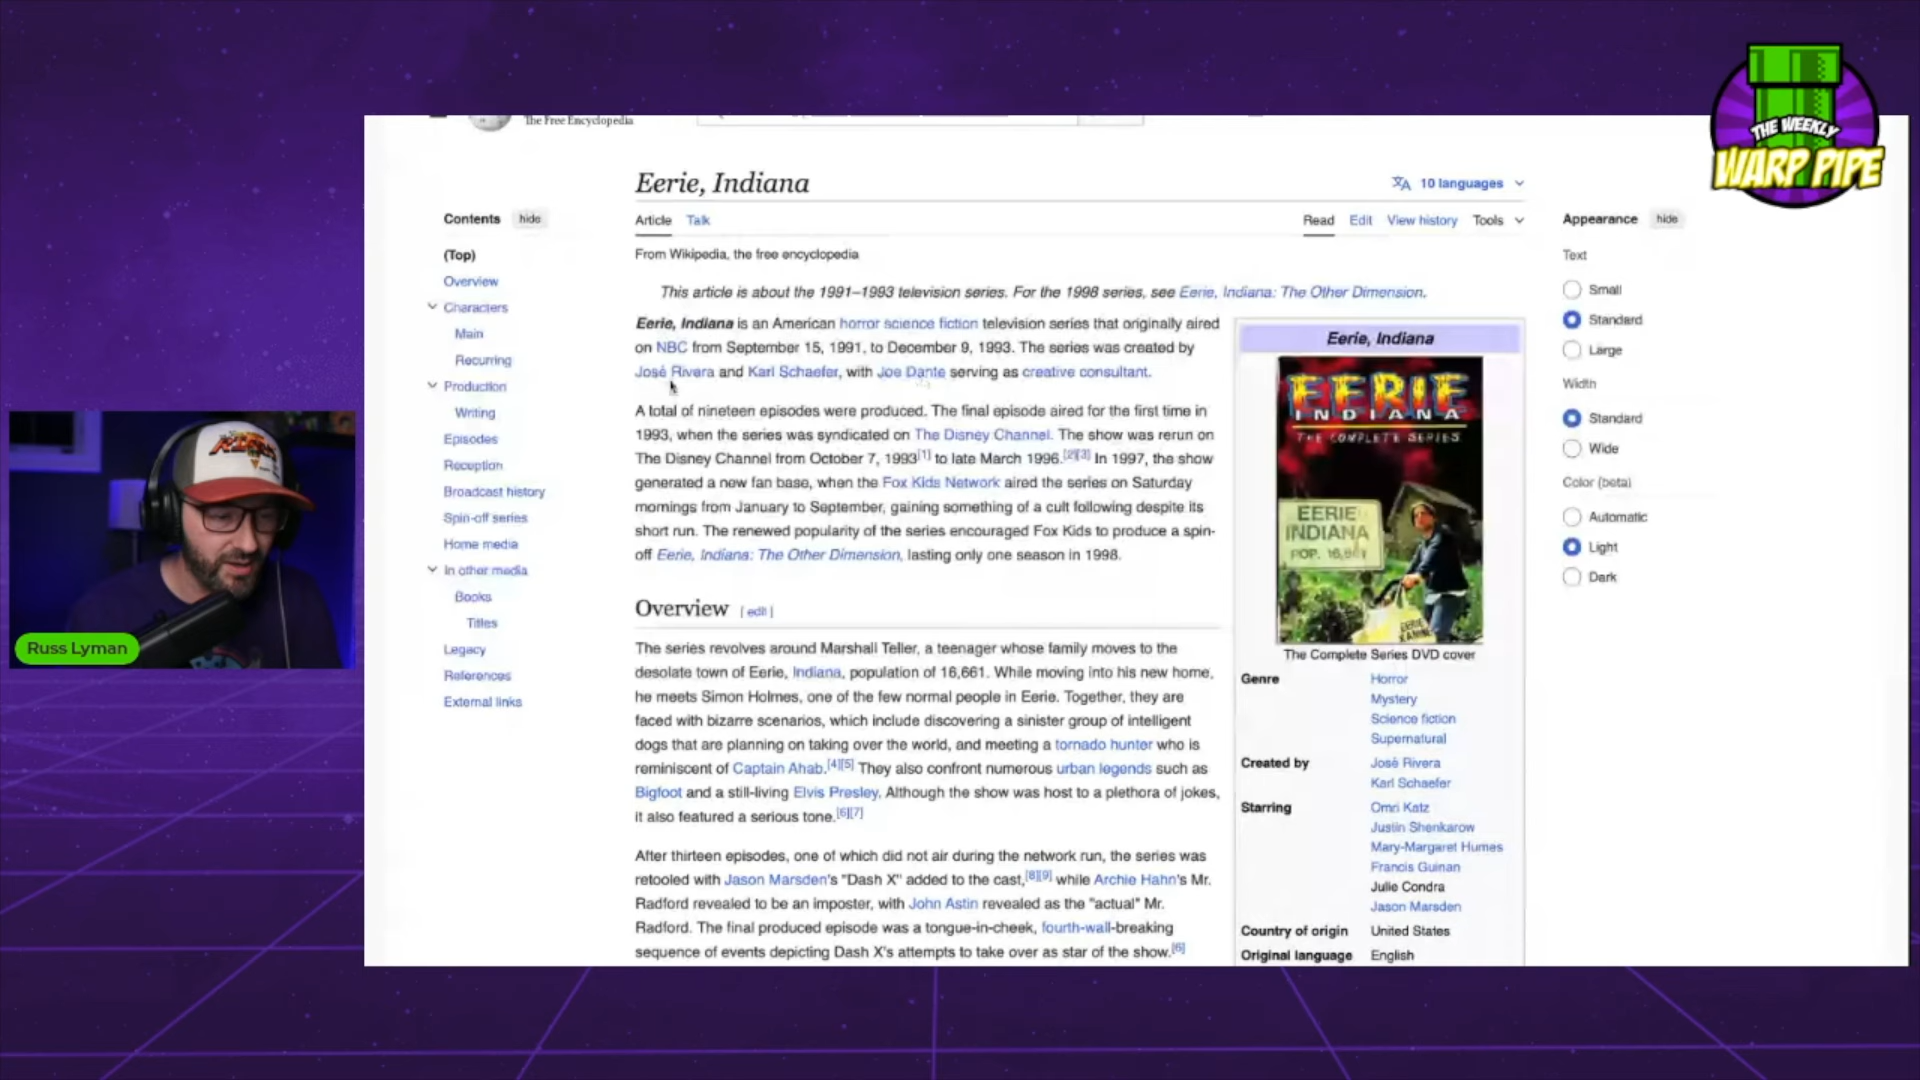 THE WEEKLY
WARP PIPE
The Free Encyclopedia
Eerie, Indiana
10 languages
Contents hide
Article Talk
Read Edit View history Tools
Appearance hide
(Top)
Overview
Characters
Main
Recurring
Production
Writing
Episodes
Reception
Broadcast history
Spin-off series
Home media
In other media
Books
Titles
Legacy
References
External links
From Wikipedia, the free encyclopedia
This article is about the 1991–1993 television series. For the 1998 series, see Eerie, Indiana: The Other Dimension.
Eerie, Indiana is an American horror science fiction television series that originally aired
on NBC from September 15, 1991, to December 9, 1993. The series was created by
José Rivera and Karl Schaefer, with Joe Dante serving as creative consultant.
A total of nineteen episodes were produced. The final episode aired for the first time in
1993, when the series was syndicated on The Disney Channel. The show was rerun on
The Disney Channel from October 7, 1993[1] to late March 1996.[2][3] In 1997, the show
generated a new fan base, when the Fox Kids Network aired the series on Saturday
mornings from January to September, gaining something of a cult following despite its
short run. The renewed popularity of the series encouraged Fox Kids to produce a spin-
off Eerie, Indiana: The Other Dimension, lasting only one season in 1998.
Overview [ edit ]
The series revolves around Marshall Teller, a teenager whose family moves to the
desolate town of Eerie, Indiana, population of 16,661. While moving into his new home,
he meets Simon Holmes, one of the few normal people in Eerie. Together, they are
faced with bizarre scenarios, which include discovering a sinister group of intelligent
dogs that are planning on taking over the world, and meeting a tornado hunter who is
reminiscent of Captain Ahab.[4][5] They also confront numerous urban legends such as
Bigfoot and a still-living Elvis Presley. Although the show was host to a plethora of jokes,
it also featured a serious tone.[6][7]
After thirteen episodes, one of which did not air during the network run, the series was
retooled with Jason Marsden's "Dash X" added to the cast,[8][9] while Archie Hahn's Mr.
Radford revealed to be an imposter, with John Astin revealed as the "actual" Mr.
Radford. The final produced episode was a tongue-in-cheek, fourth-wall-breaking
sequence of events depicting Dash X's attempts to take over as star of the show.[6]
Eerie, Indiana
EERIE
INDIANA
THE COMPLETE SERIES
EERIE
INDIANA
POP. 16,661
The Complete Series DVD cover
Genre Horror
Mystery
Science fiction
Supernatural
Created by José Rivera
Karl Schaefer
Starring Omri Katz
Justin Shenkarow
Mary-Margaret Humes
Francis Guinan
Julie Condra
Jason Marsden
Country of origin United States
Original language English
Text
Small
Standard
Large
Width
Standard
Wide
Color (beta)
Automatic
Light
Dark
Russ Lyman